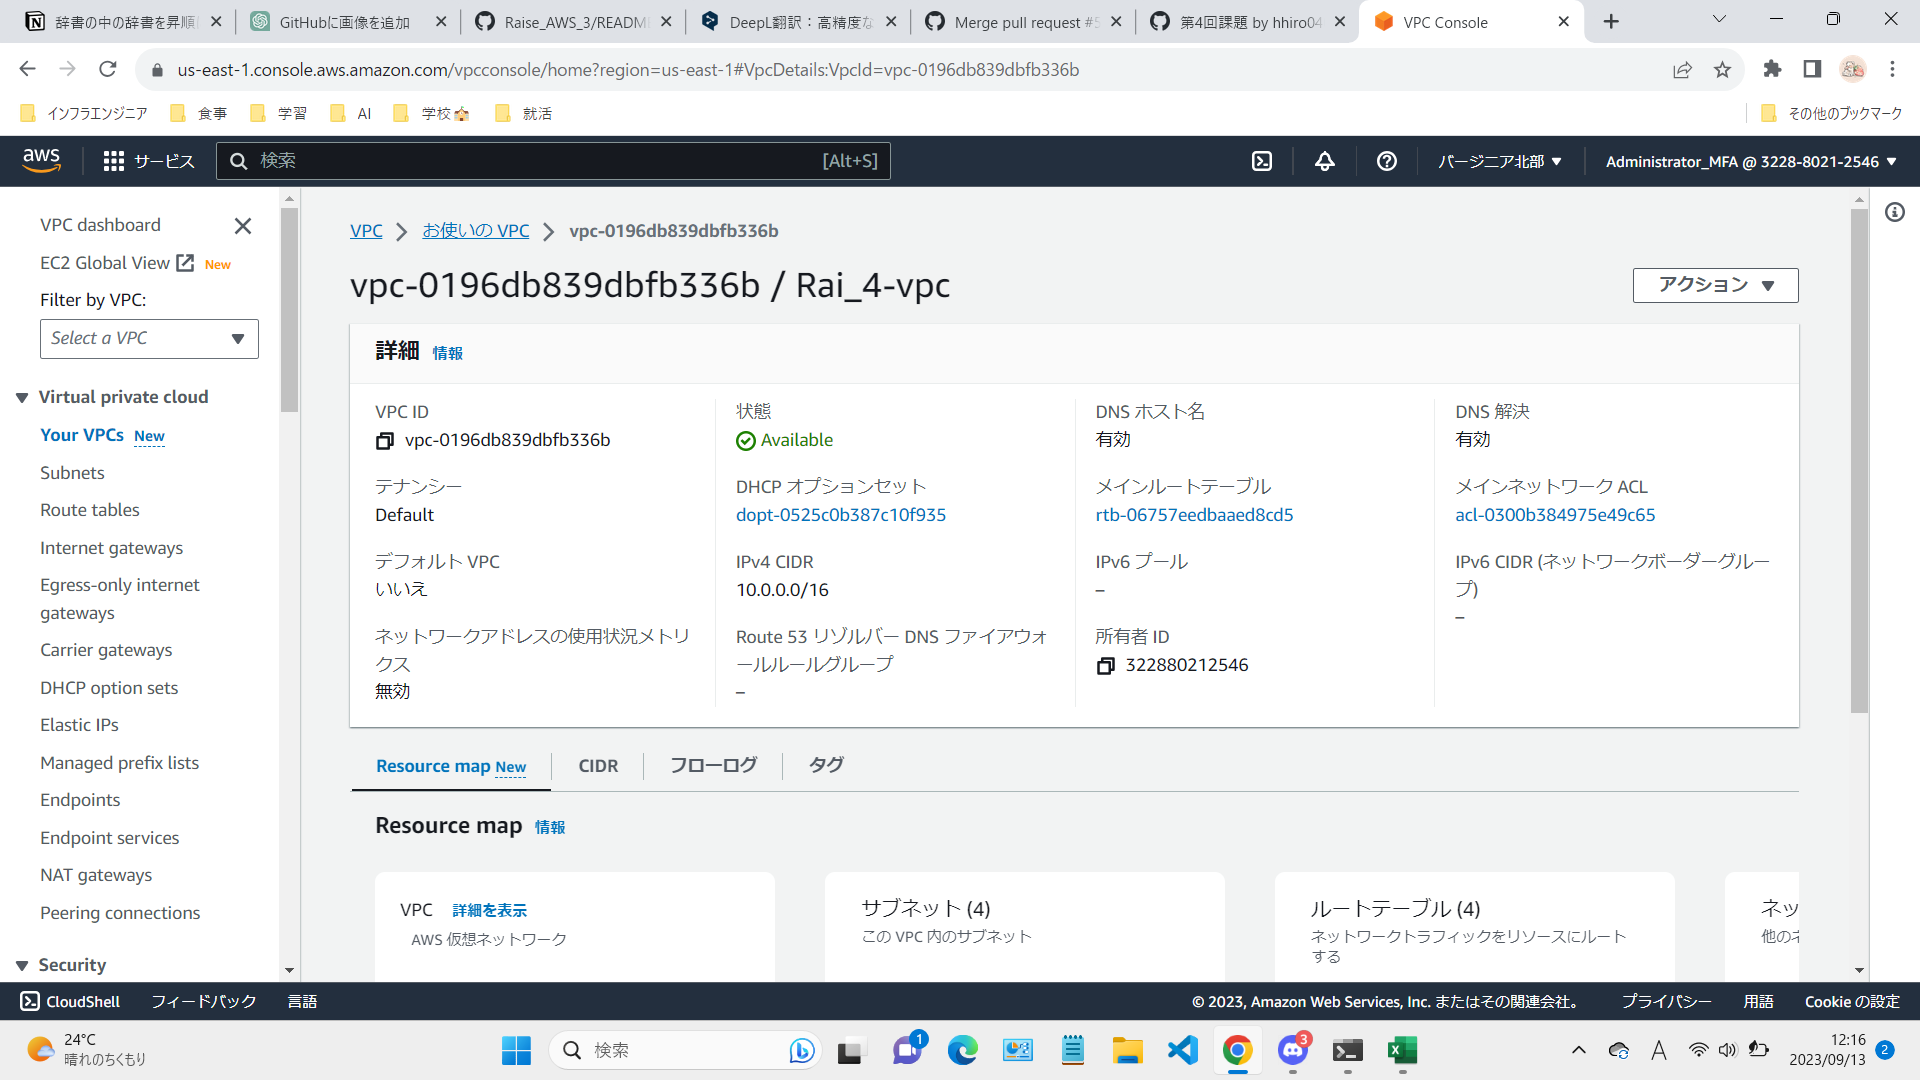 辞書の中の辞書を昇順
GitHubに画像を追加
Raise_AWS_3/READM
DeepL翻訳：高精度な
Merge pull request #5
第4回課題 by hhiro04
VPC Console
us-east-1.console.aws.amazon.com/vpcconsole/home?region=us-east-1#VpcDetails:VpcId=vpc-0196db839dbfb336b
インフラエンジニア
食事
学習
AI
学校
就活
その他のブックマーク
aws
サービス
検索
[Alt+S]
バージニア北部
Administrator_MFA @ 3228-8021-2546
VPC dashboard
EC2 Global View New
Filter by VPC:
Select a VPC
Virtual private cloud
Your VPCs New
Subnets
Route tables
Internet gateways
Egress-only internet
gateways
Carrier gateways
DHCP option sets
Elastic IPs
Managed prefix lists
Endpoints
Endpoint services
NAT gateways
Peering connections
Security
VPC
お使いの VPC
vpc-0196db839dbfb336b
vpc-0196db839dbfb336b / Rai_4-vpc
アクション
詳細 情報
VPC ID
vpc-0196db839dbfb336b
状態
Available
DNS ホスト名
有効
DNS 解決
有効
テナンシー
Default
DHCP オプションセット
dopt-0525c0b387c10f935
メインルートテーブル
rtb-06757eedbaaed8cd5
メインネットワーク ACL
acl-0300b384975e49c65
デフォルト VPC
いいえ
IPv4 CIDR
10.0.0.0/16
IPv6 プール
–
IPv6 CIDR (ネットワークボーダーグルー
プ)
–
ネットワークアドレスの使用状況メトリ
クス
無効
Route 53 リゾルバー DNS ファイアウォ
ールルールグループ
–
所有者 ID
322880212546
Resource map New
CIDR
フローログ
タグ
Resource map 情報
VPC 詳細を表示
AWS 仮想ネットワーク
サブネット (4)
この VPC 内のサブネット
ルートテーブル (4)
ネットワークトラフィックをリソースにルート
する
ネッ
他のネ
CloudShell
フィードバック
言語
© 2023, Amazon Web Services, Inc. またはその関連会社。
プライバシー
用語
Cookie の設定
24°C
晴れのちくもり
検索
1
3
A
12:16
2023/09/13
2